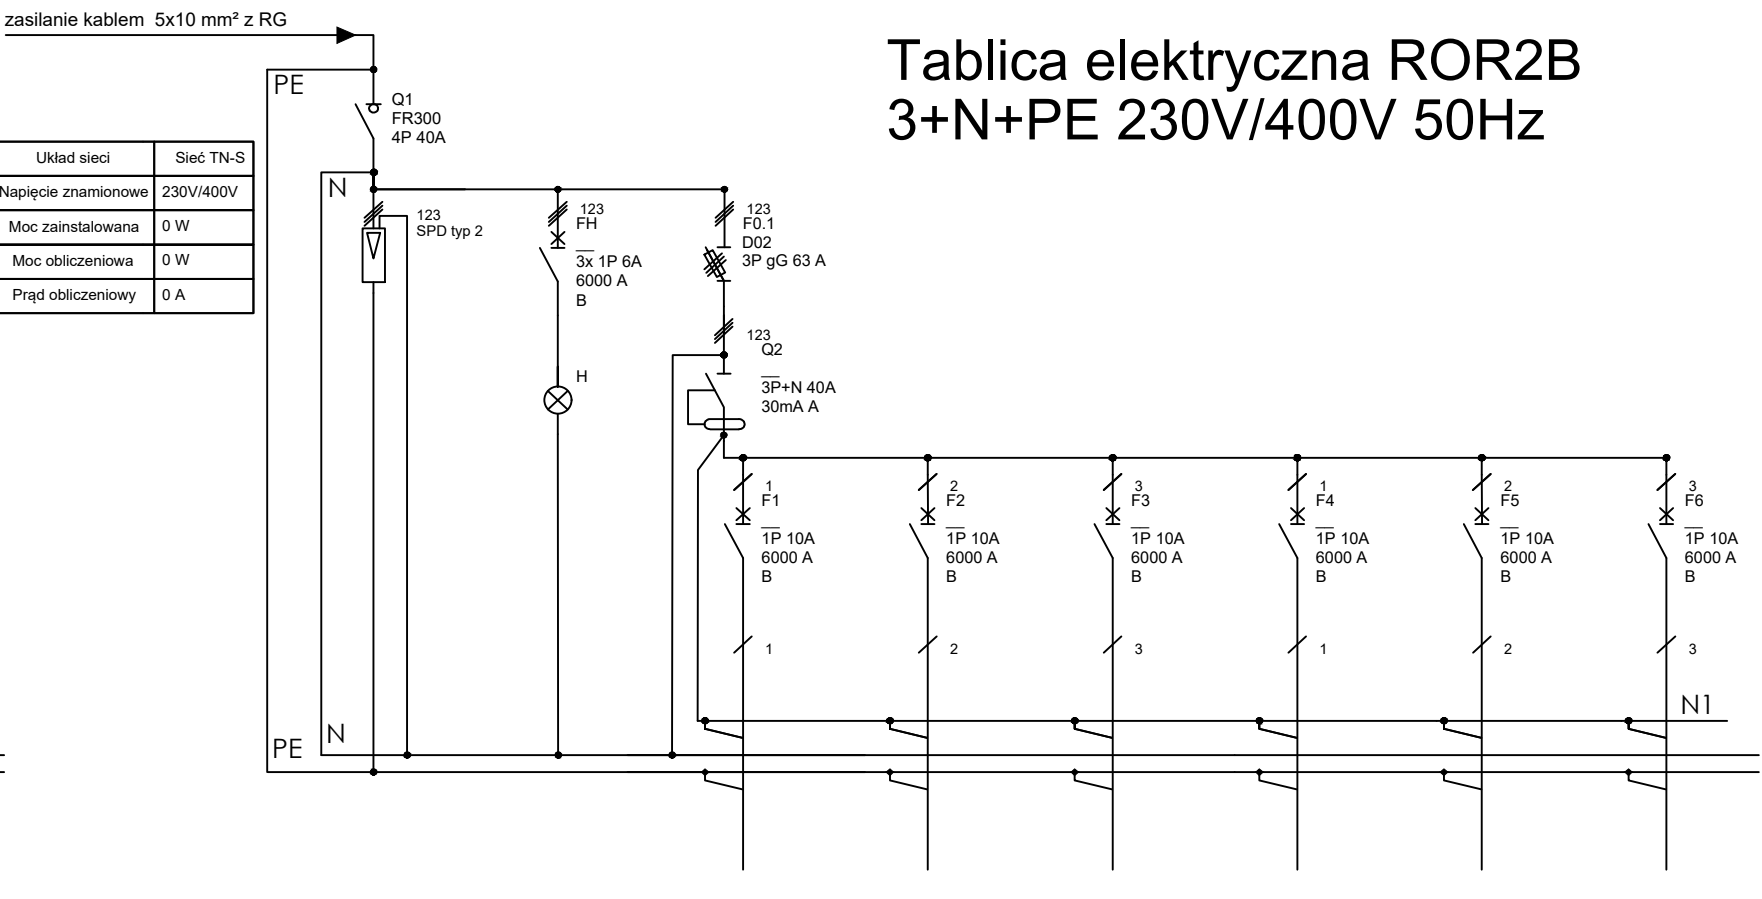 zasilanie kablem 5x10 mm² z RG
Tablica elektryczna ROR2B
3+N+PE 230V/400V 50Hz
PE
Q1
FR300
4P 40A
Układ sieci Sieć TN-S
Napięcie znamionowe 230V/400V
Moc zainstalowana 0 W
Moc obliczeniowa 0 W
Prąd obliczeniowy 0 A
N
123
SPD typ 2
123
FH
3x 1P 6A
6000 A
B
H
123
F0.1
D02
3P gG 63 A
123
Q2
3P+N 40A
30mA A
1
F1
1P 10A
6000 A
B
1
2
F2
1P 10A
6000 A
B
2
3
F3
1P 10A
6000 A
B
3
1
F4
1P 10A
6000 A
B
1
2
F5
1P 10A
6000 A
B
2
3
F6
1P 10A
6000 A
B
3
N1
N
PE